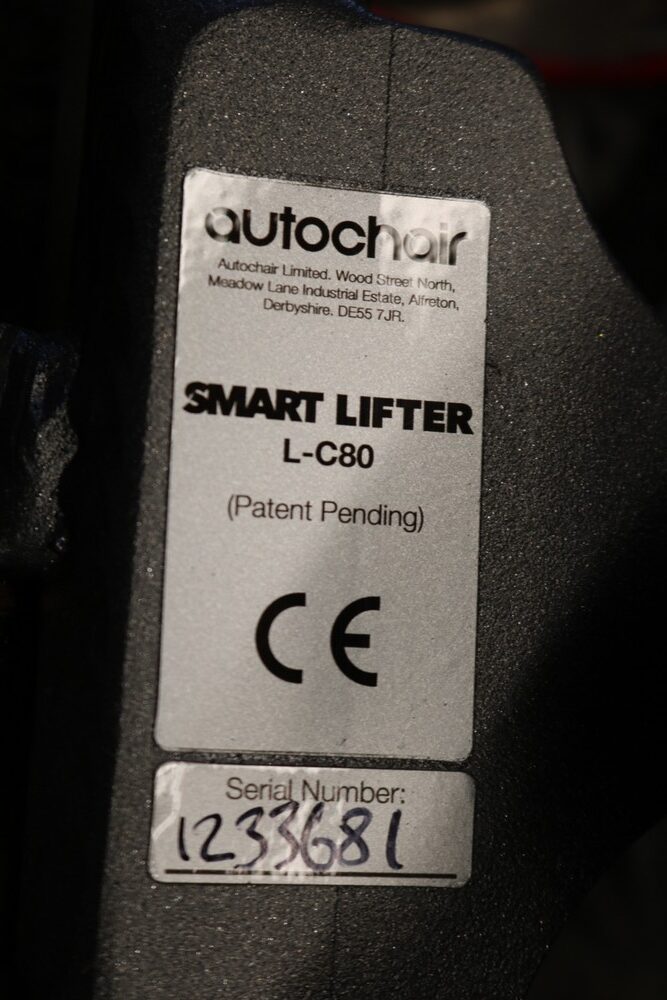 autochair
Autochair Limited. Wood Street North,
Meadow Lane Industrial Estate, Alfreton,
Derbyshire. DE55 7JR.
SMART LIFTER
L-C80
(Patent Pending)
CE
Serial Number:
1233681